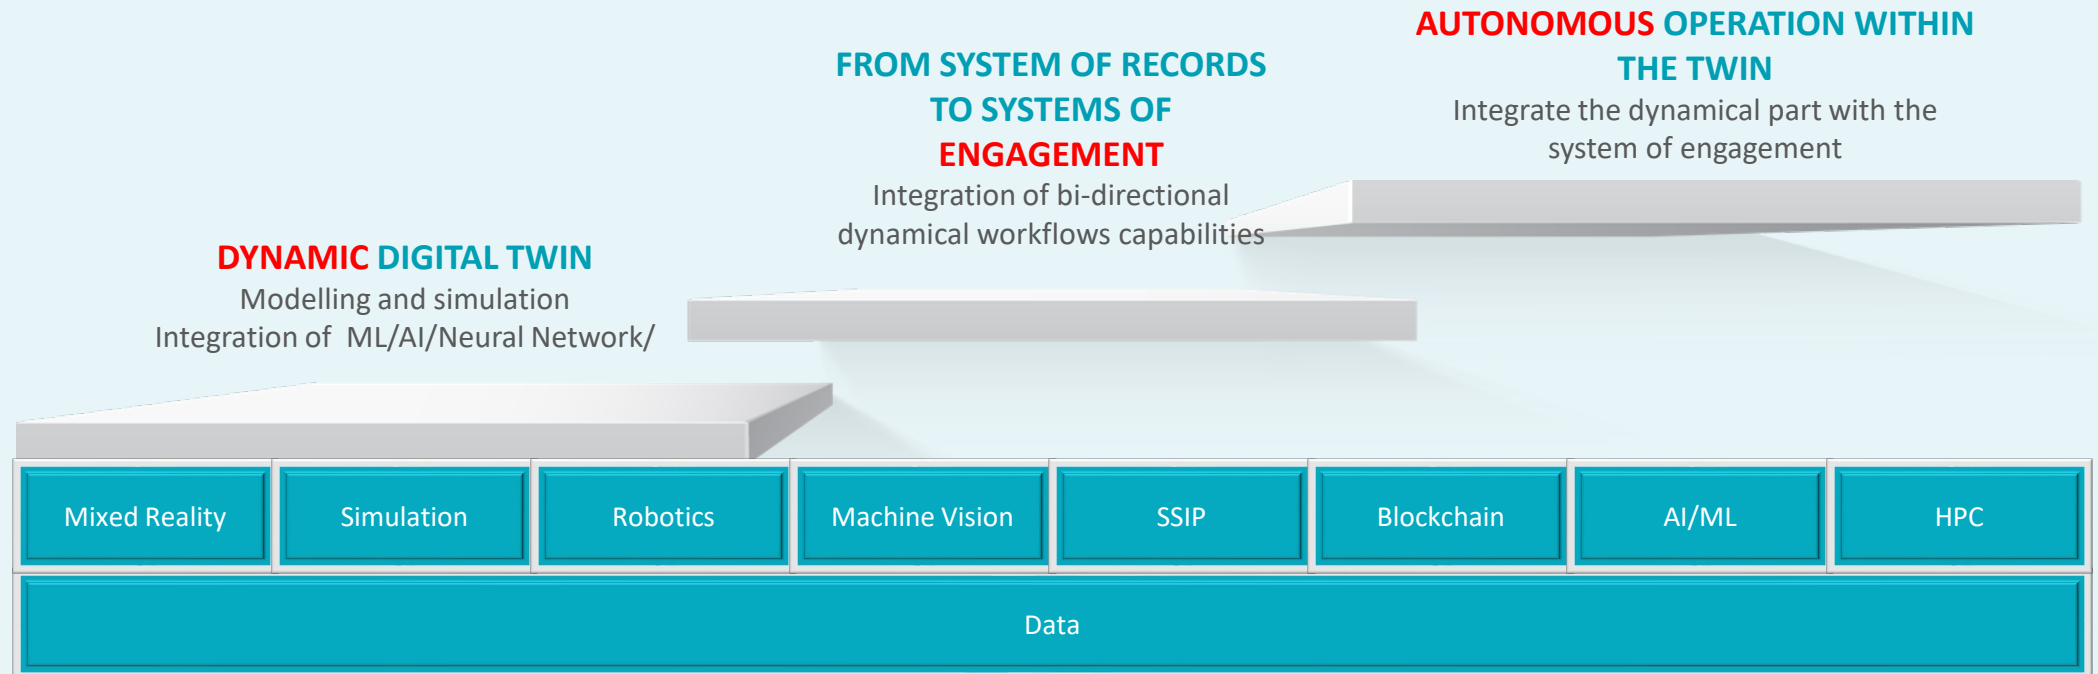 DYNAMIC DIGITAL TWIN
Modelling and simulation
Integration of ML/AI/Neural Network/
FROM SYSTEM OF RECORDS
TO SYSTEMS OF
ENGAGEMENT
Integration of bi-directional
dynamical workflows capabilities
AUTONOMOUS OPERATION WITHIN
THE TWIN
Integrate the dynamical part with the
system of engagement
Mixed Reality
Simulation
Robotics
Machine Vision
SSIP
Blockchain
AI/ML
HPC
Data